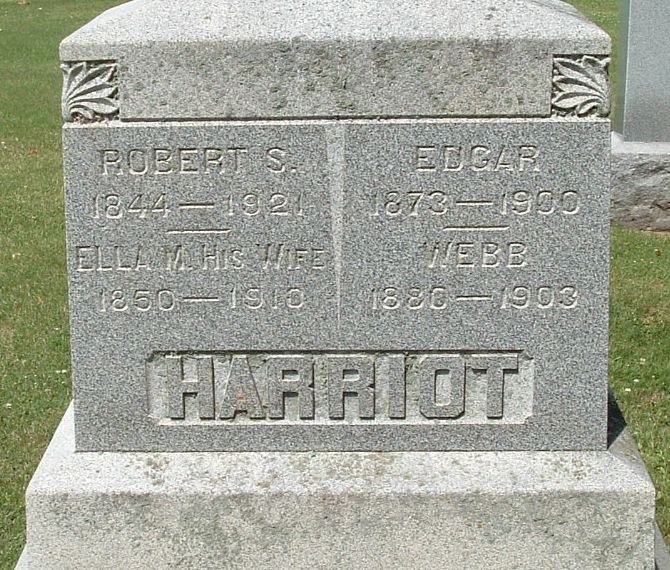 ROBERT S.
1844 — 1921
ELLA M. HIS WIFE
1850 — 1910
EDGAR
1873 — 1900
WEBB
1880 — 1903
HARRIOT